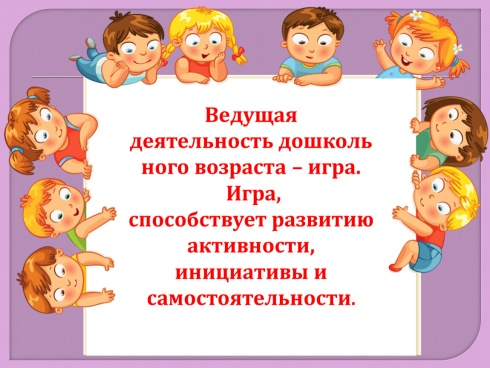 Ведущая
деятельность дошколь
ного возраста – игра.
Игра,
способствует развитию
активности,
инициативы и
самостоятельности.